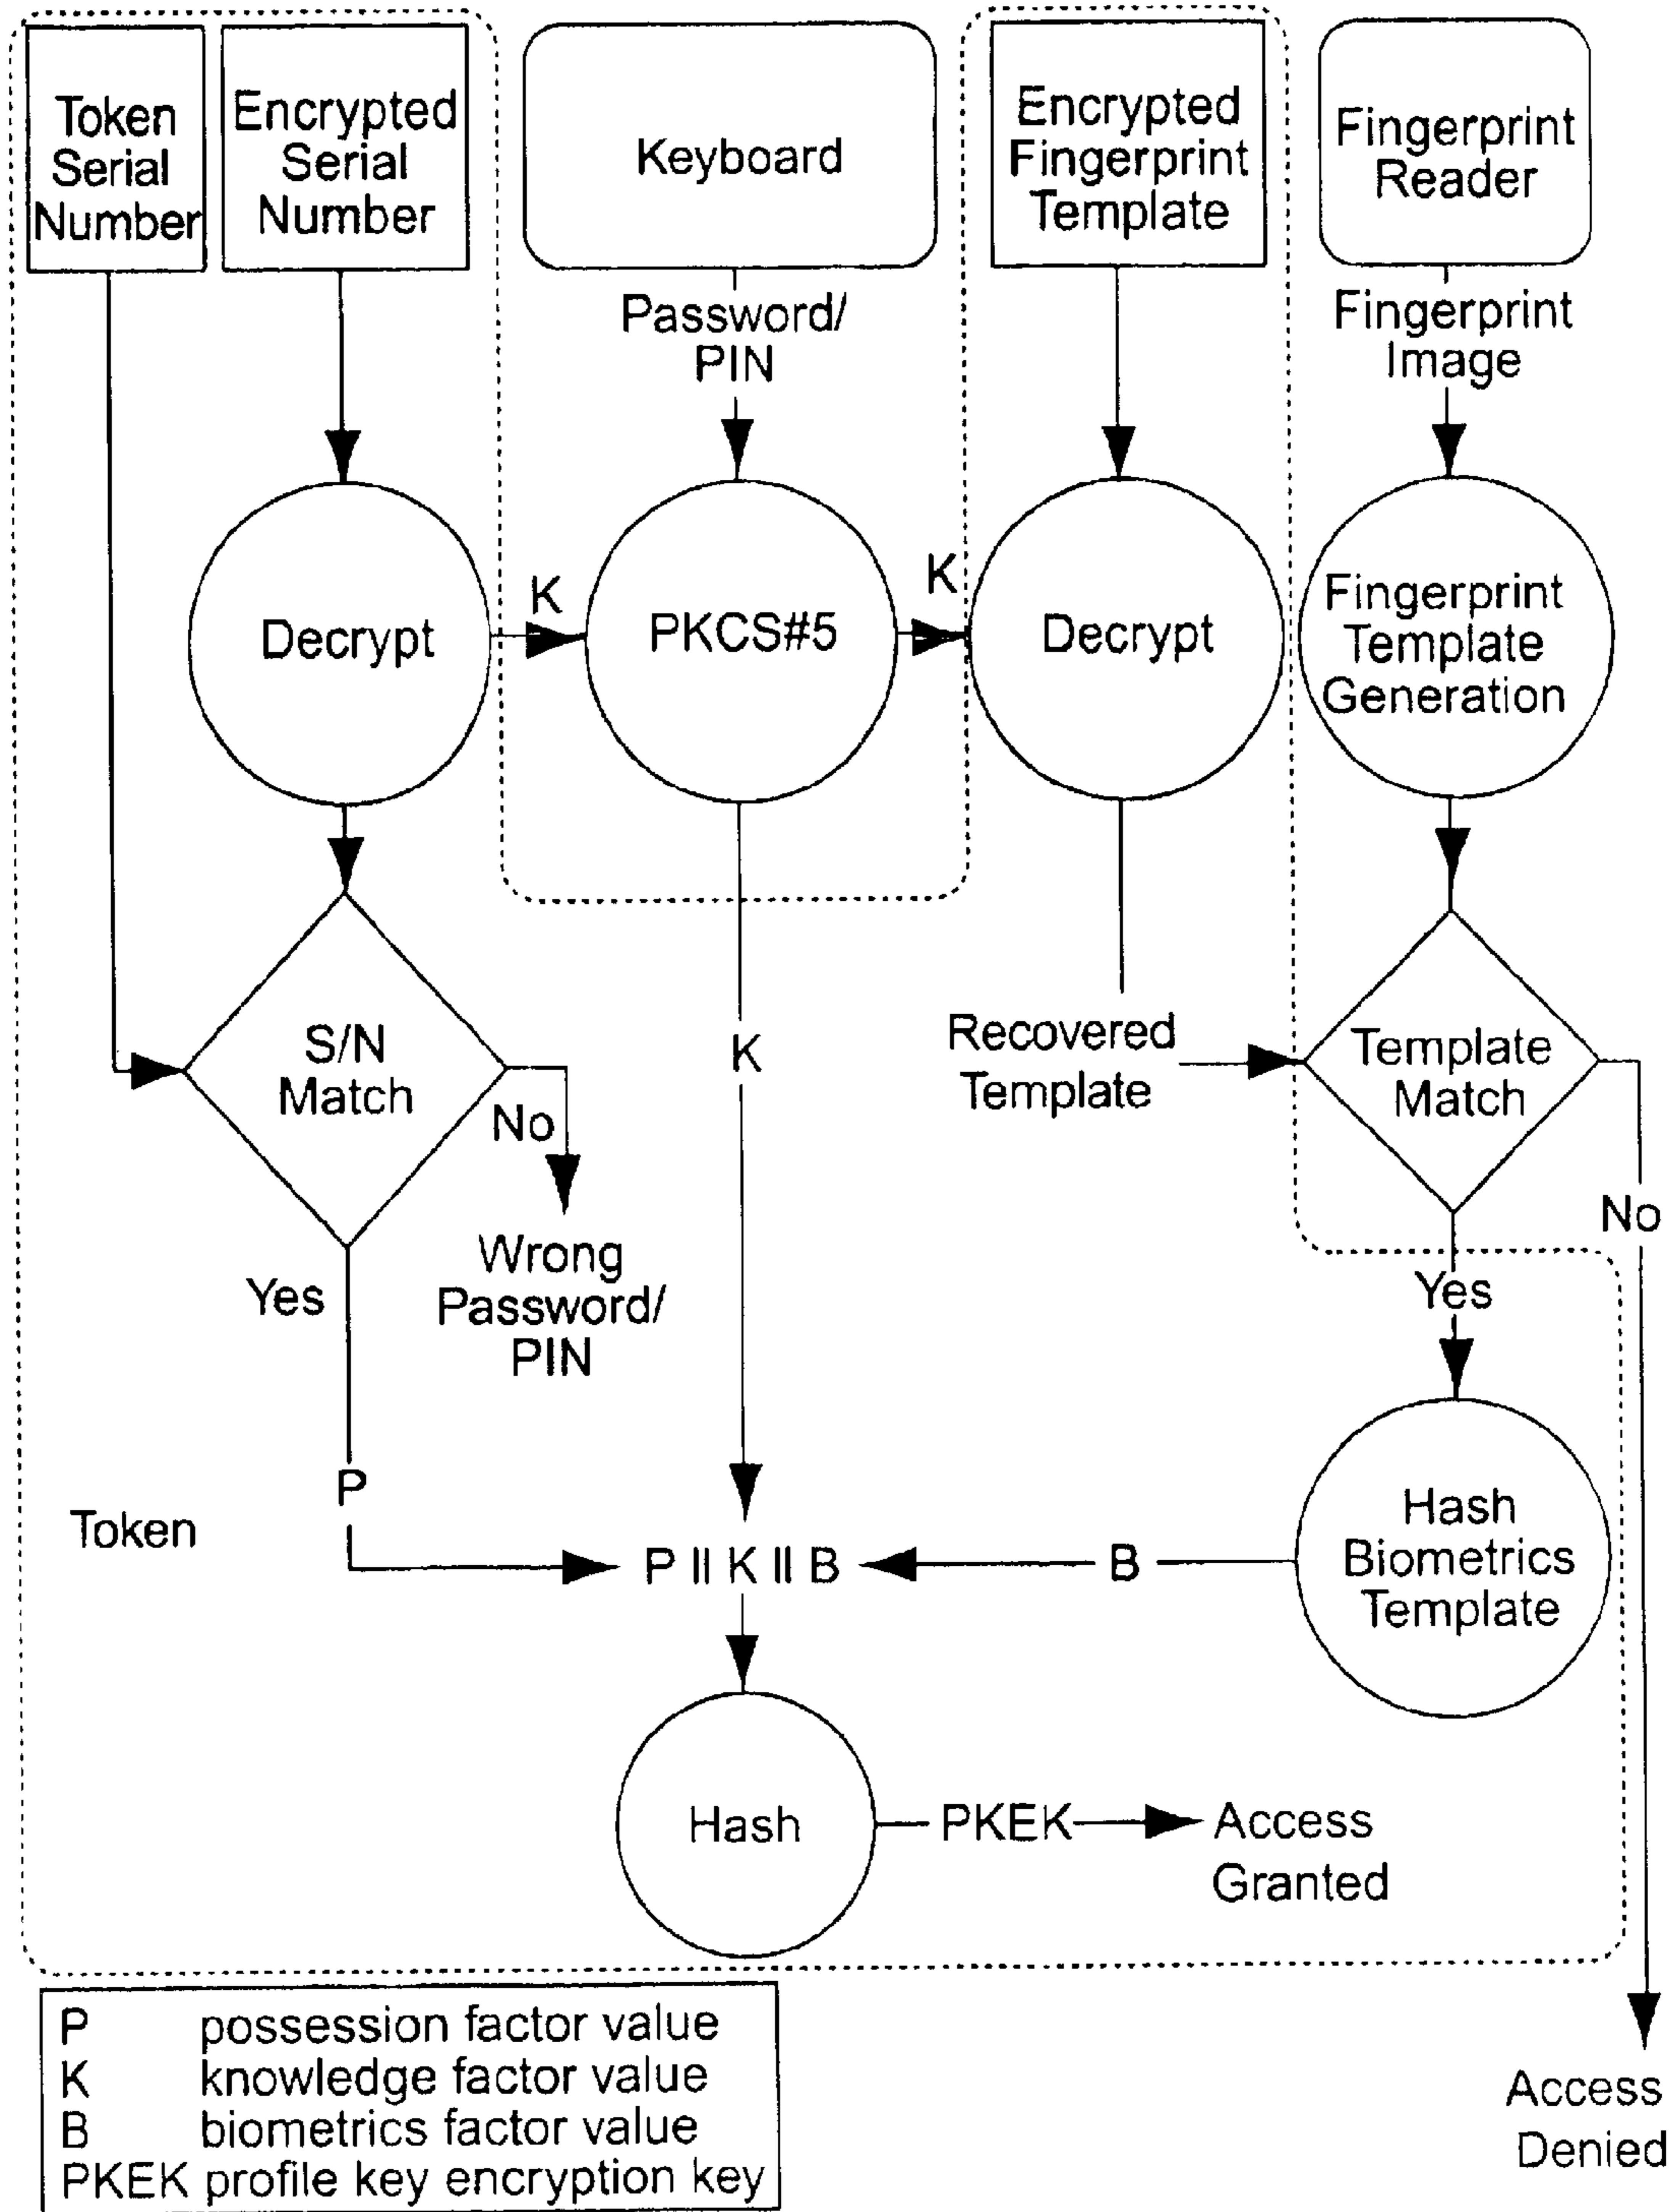 Token
Serial
Number
Encrypted
Serial
Number
Keyboard
Encrypted
Fingerprint
Template
Fingerprint
Reader
Password/
PIN
Fingerprint
Image
Decrypt
K
PKCS#5
K
Decrypt
Fingerprint
Template
Generation
S/N
Match
No
Wrong
Password/
PIN
Yes
K
Recovered
Template
Template
Match
No
Yes
P
Token
P || K || B
B
Hash
Biometrics
Template
Hash
PKEK
Access
Granted
P possession factor value
K knowledge factor value
B biometrics factor value
PKEK profile key encryption key
Access
Denied